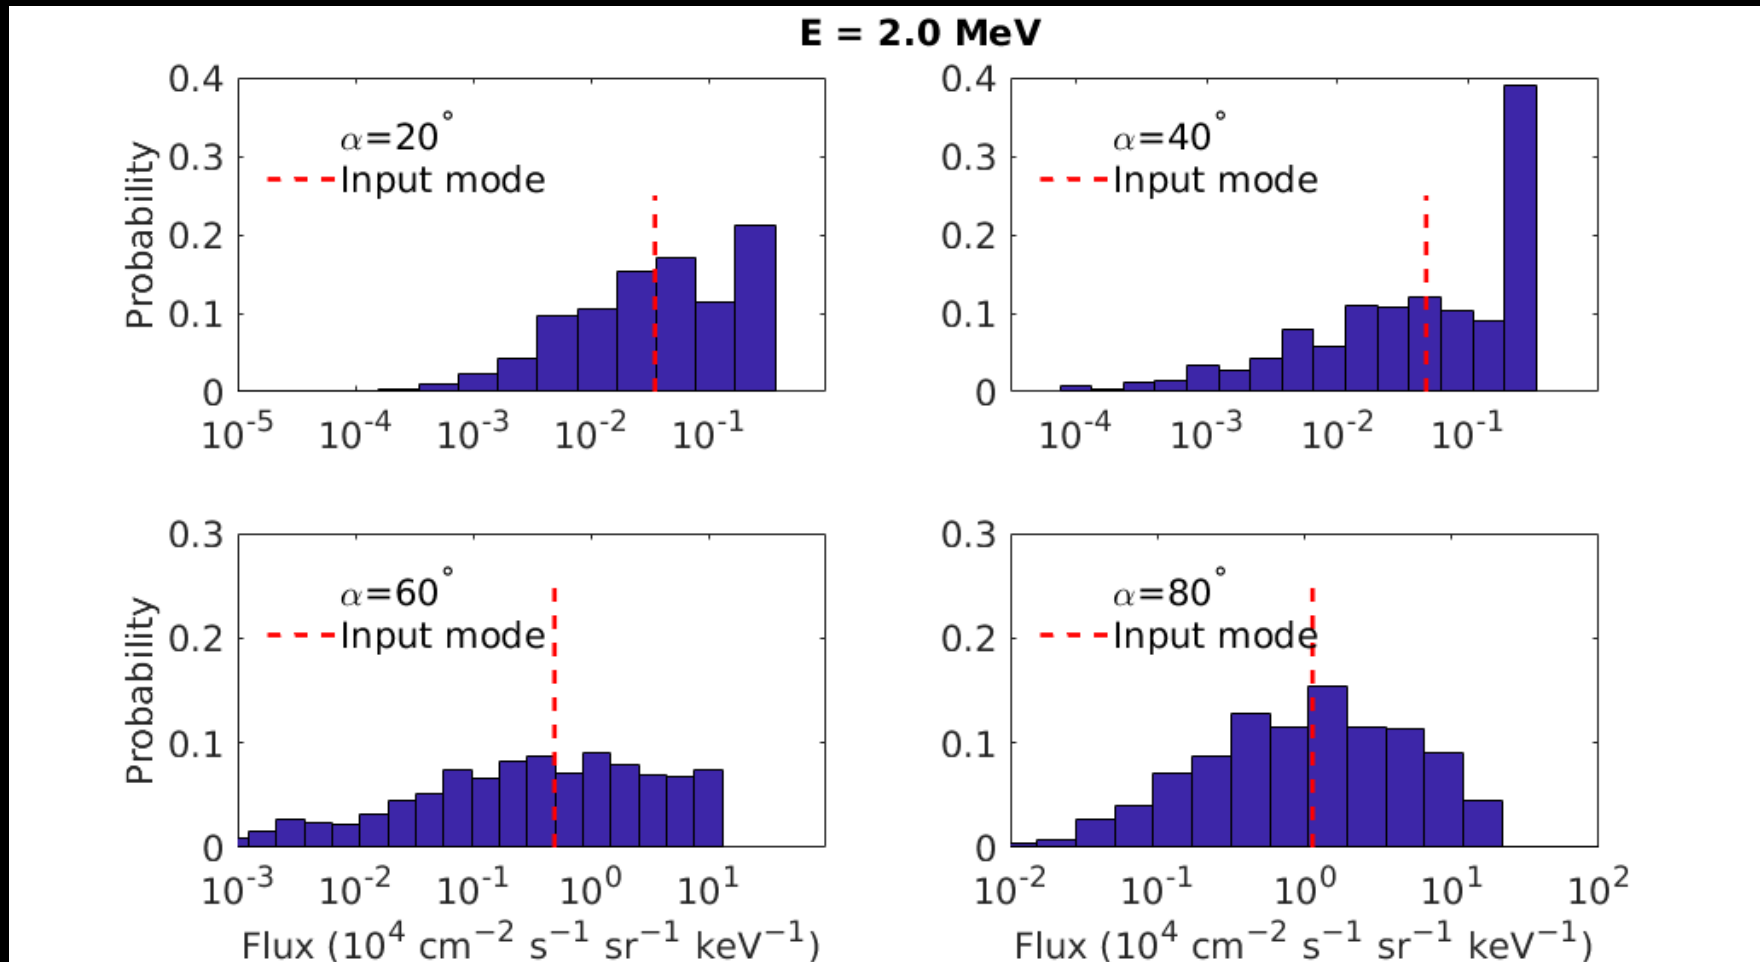 E = 2.0 MeV
0.4
0.3
0.2
0.1
0
Probability
α=20°
Input mode
10⁻⁵ 10⁻⁴ 10⁻³ 10⁻² 10⁻¹
0.4
0.3
0.2
0.1
0
α=40°
Input mode
10⁻⁴ 10⁻³ 10⁻² 10⁻¹
0.3
0.2
0.1
0
Probability
α=60°
Input mode
10⁻³ 10⁻² 10⁻¹ 10⁰ 10¹
Flux (10⁴ cm⁻² s⁻¹ sr⁻¹ keV⁻¹)
0.3
0.2
0.1
0
α=80°
Input mode
10⁻² 10⁻¹ 10⁰ 10¹ 10²
Flux (10⁴ cm⁻² s⁻¹ sr⁻¹ keV⁻¹)